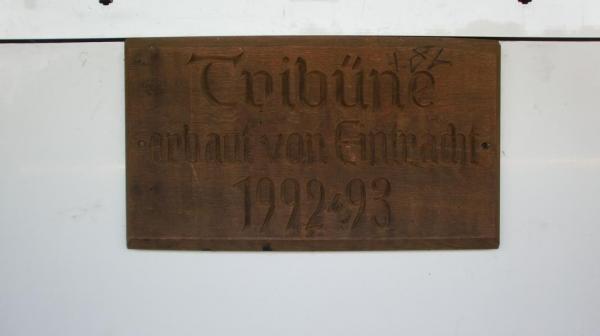 Tribüne
erbaut von Eintracht
1992-93